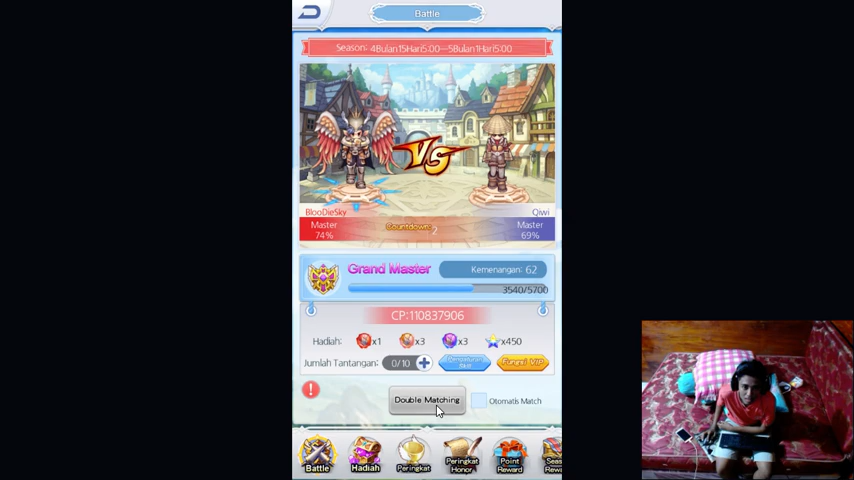 Battle
Season: 4Bulan15Hari5:00—5Bulan1Hari5:00
VS
BlooDieSky
Qiwi
Master
74%
Countdown: 2
Master
69%
Grand Master
Kemenangan: 62
3540/5700
CP:110837906
Hadiah: x1 x3 x3 x450
Jumlah Tantangan: 0/10
Skill
Fungsi VIP
Double Matching
Otomatis Match
Battle
Hadiah
Peringkat
Peringkat Honor
Point Reward